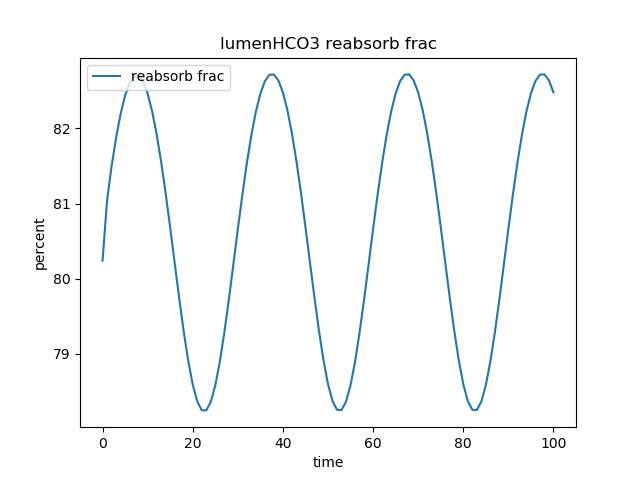 lumenHCO3 reabsorb frac
reabsorb frac
percent
82
81
80
79
0 20 40 60 80 100
time